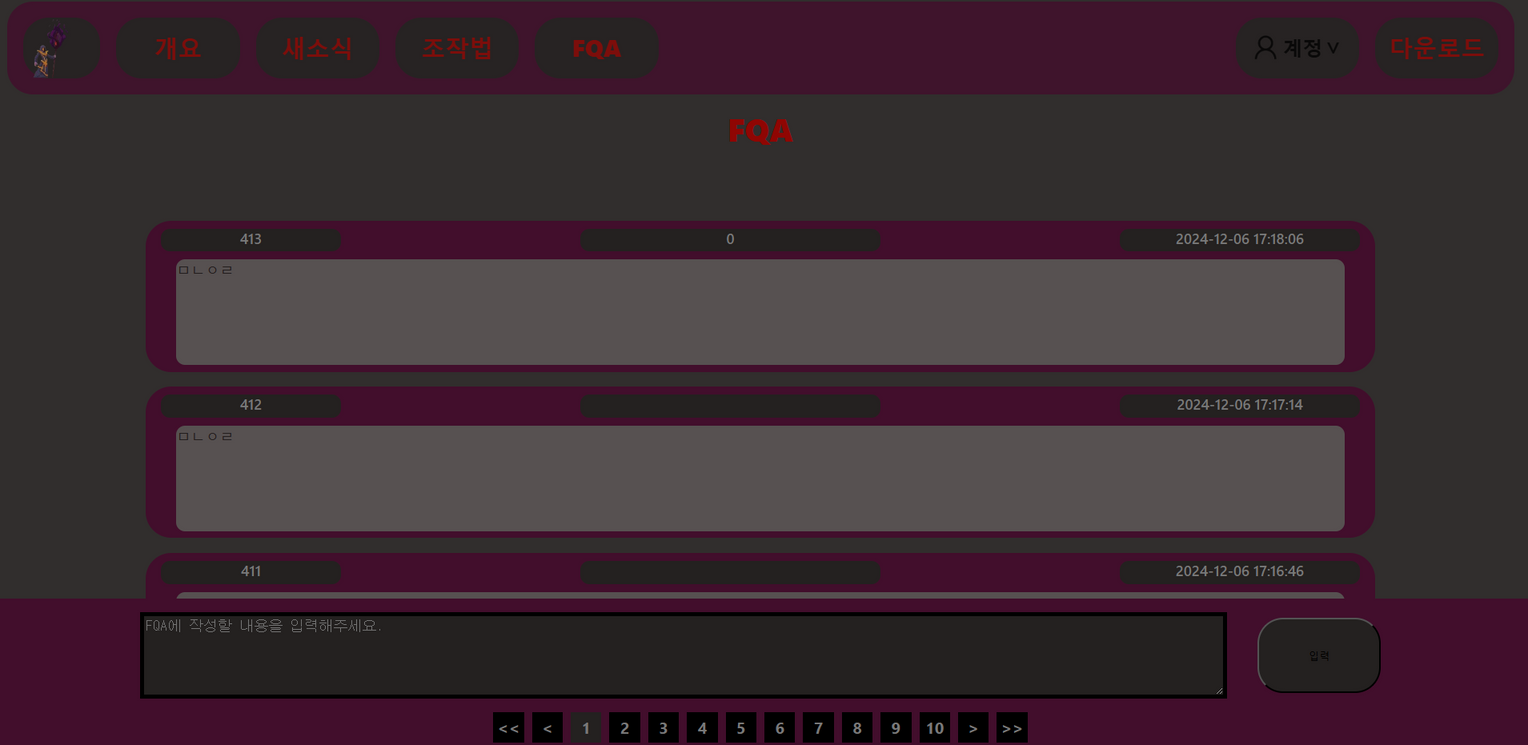 개요 새소식 조작법 FQA 계정 ∨ 다운로드
FQA
413 0 2024-12-06 17:18:06
ㅁㄴㅇㄹ
412 2024-12-06 17:17:14
ㅁㄴㅇㄹ
411 2024-12-06 17:16:46
FQA에 작성할 내용을 입력해주세요.
입력
<< < 1 2 3 4 5 6 7 8 9 10 > >>